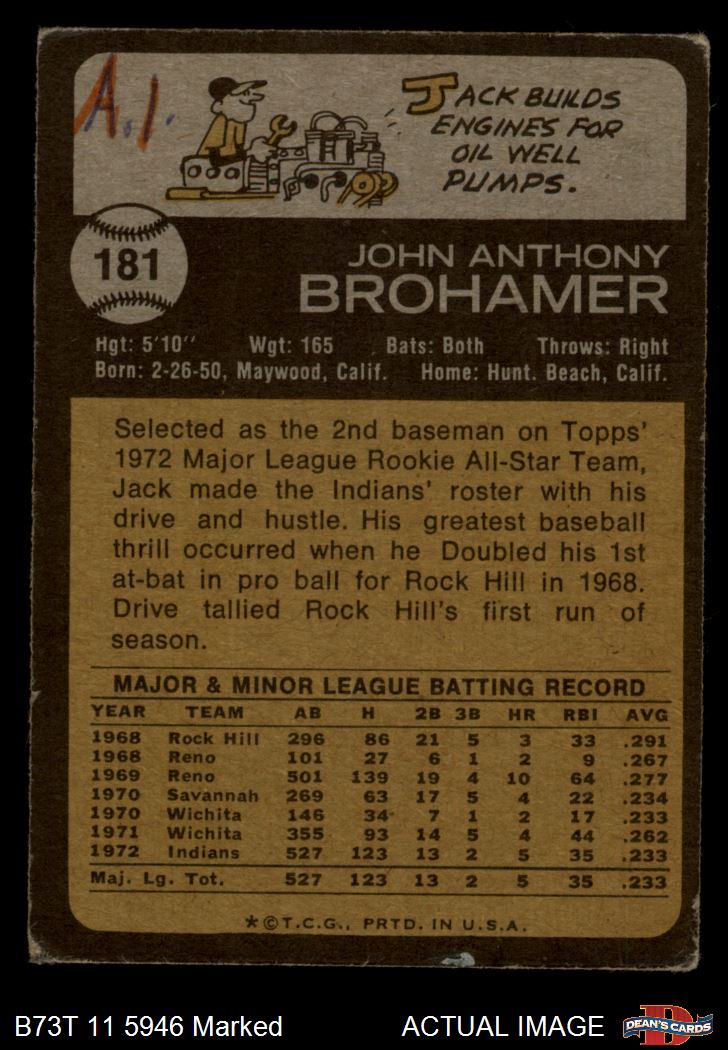 A.I.
JACK BUILDS
ENGINES FOR
OIL WELL
PUMPS.
181
JOHN ANTHONY
BROHAMER
Hgt: 5'10" Wgt: 165 Bats: Both Throws: Right
Born: 2-26-50, Maywood, Calif. Home: Hunt. Beach, Calif.
Selected as the 2nd baseman on Topps'
1972 Major League Rookie All-Star Team,
Jack made the Indians' roster with his
drive and hustle. His greatest baseball
thrill occurred when he Doubled his 1st
at-bat in pro ball for Rock Hill in 1968.
Drive tallied Rock Hill's first run of
season.
MAJOR & MINOR LEAGUE BATTING RECORD
YEAR TEAM AB H 2B 3B HR RBI AVG
1968 Rock Hill 296 86 21 5 3 33 .291
1968 Reno 101 27 6 1 2 9 .267
1969 Reno 501 139 19 4 10 64 .277
1970 Savannah 269 63 17 5 4 22 .234
1970 Wichita 146 34 7 1 2 17 .233
1971 Wichita 355 93 14 5 4 44 .262
1972 Indians 527 123 13 2 5 35 .233
Maj. Lg. Tot. 527 123 13 2 5 35 .233
*©T.C.G., PRTD. IN U.S.A.
B73T 11 5946 Marked ACTUAL IMAGE
D
DEAN'S CARDS